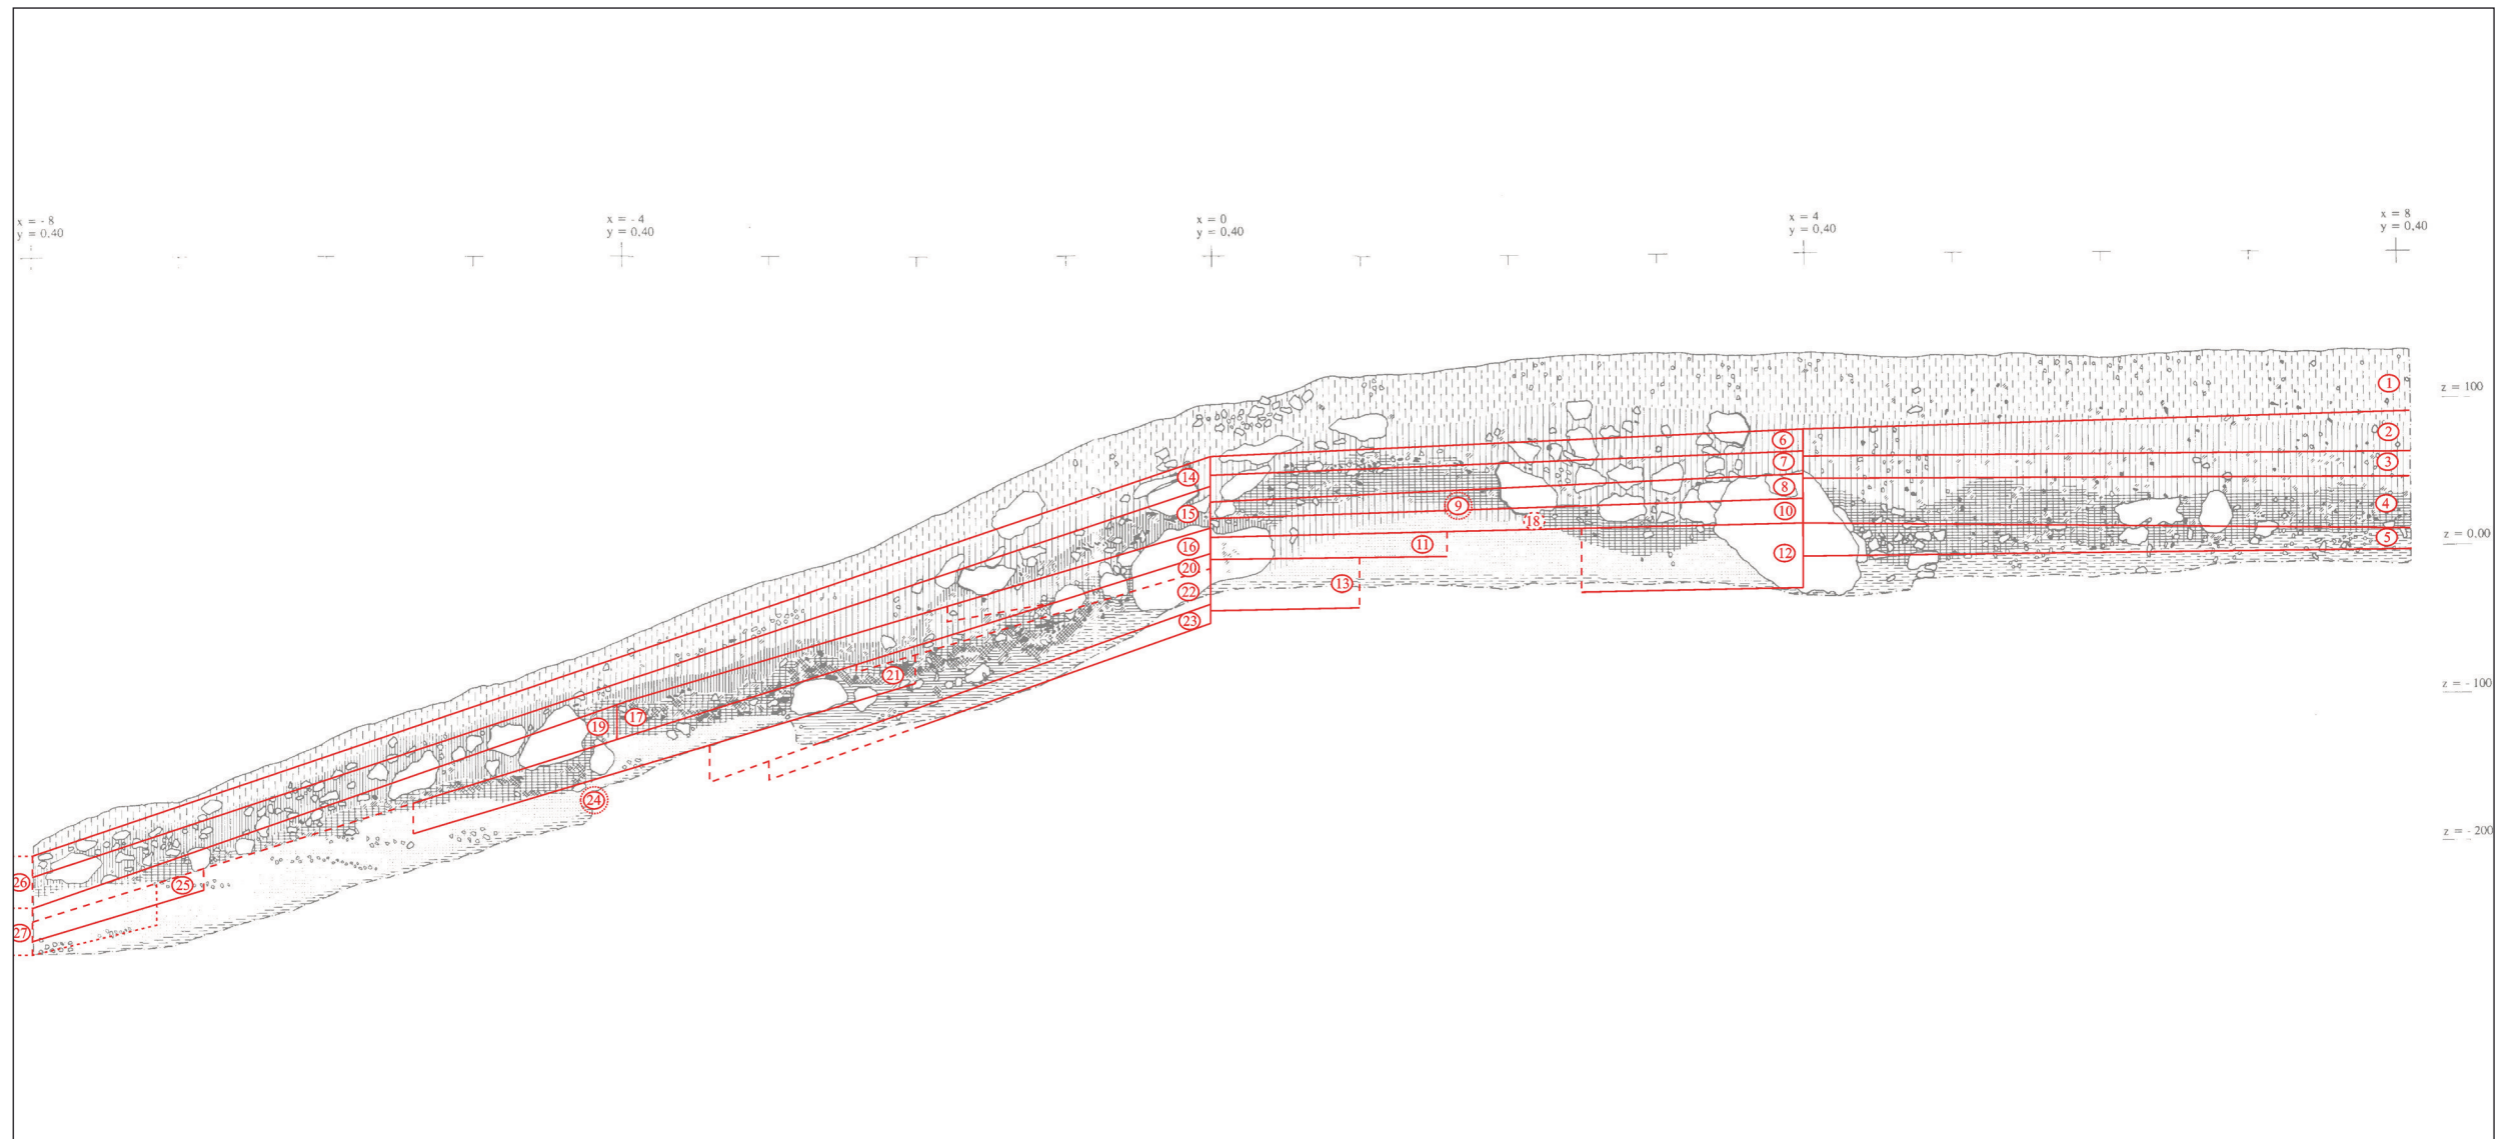 x = - 8
y = 0.40
x = - 4
y = 0,40
x = 0
y = 0,40
x = 4
y = 0,40
x = 8
y = 0,40
z = 100
z = 0.00
z = - 100
z = - 200
1
2
3
4
5
6
7
8
9
10
11
12
13
14
15
16
17
18
19
20
21
22
23
24
25
26
27